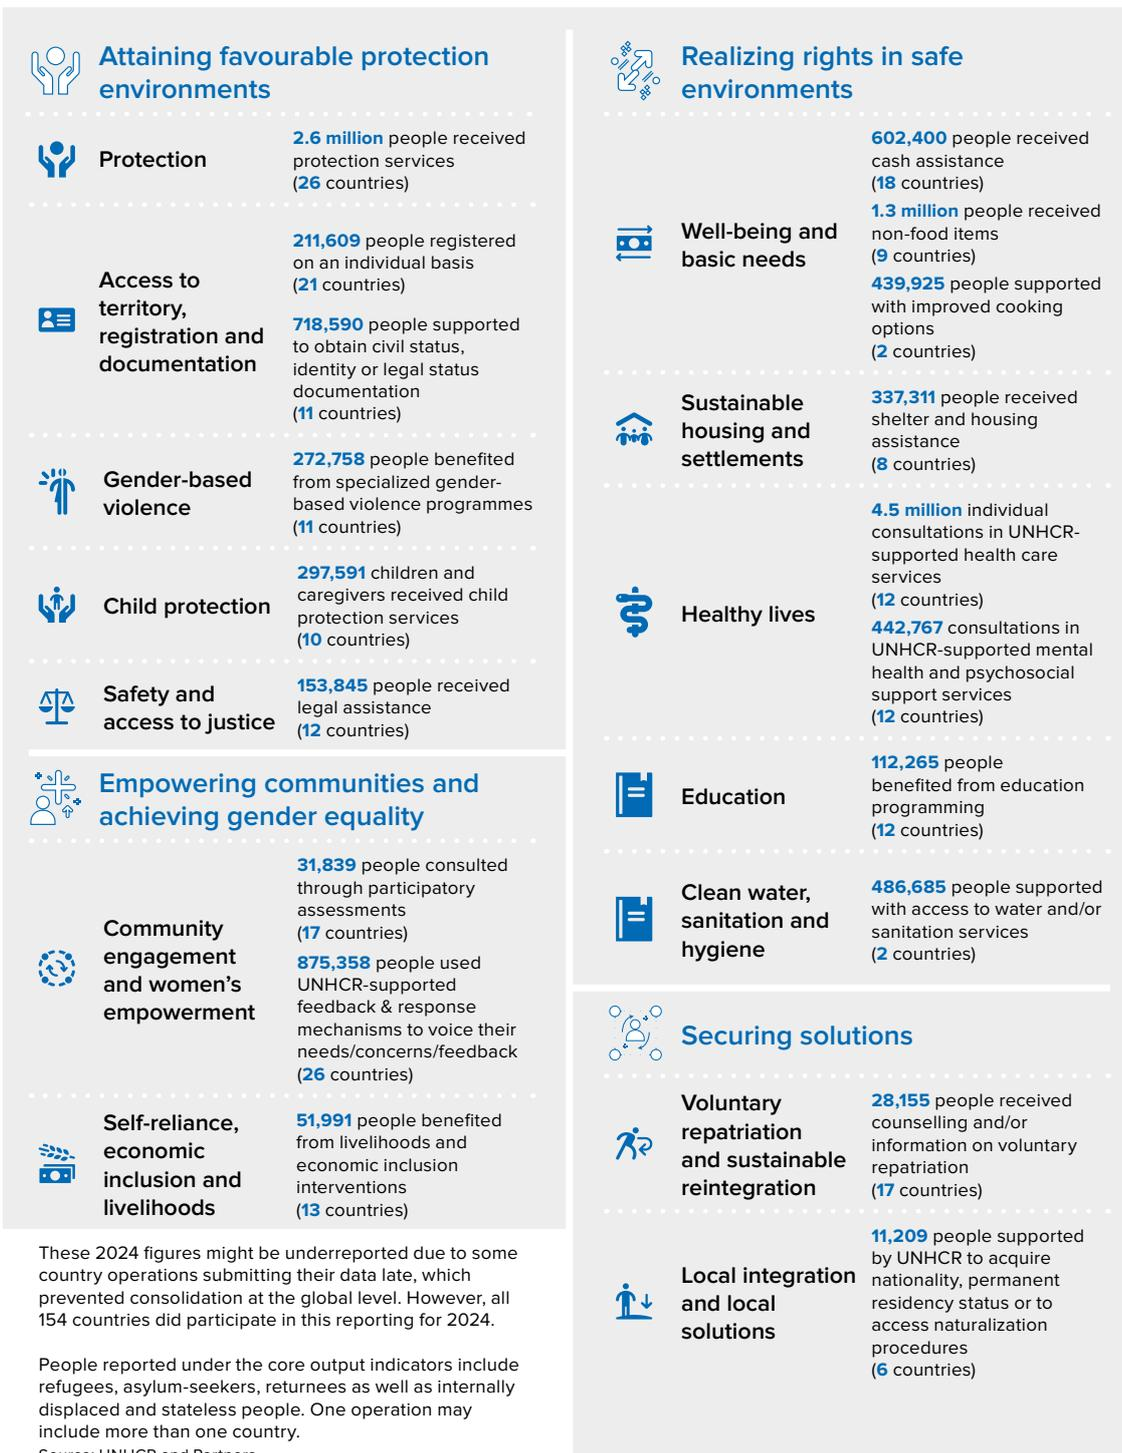 Attaining favourable protection
environments
Protection
2.6 million people received
protection services
(26 countries)
Access to
territory,
registration and
documentation
211,609 people registered
on an individual basis
(21 countries)
718,590 people supported
to obtain civil status,
identity or legal status
documentation
(11 countries)
Gender-based
violence
272,758 people benefited
from specialized gender-
based violence programmes
(11 countries)
Child protection
297,591 children and
caregivers received child
protection services
(10 countries)
Safety and
access to justice
153,845 people received
legal assistance
(12 countries)
Empowering communities and
achieving gender equality
Community
engagement
and women’s
empowerment
31,839 people consulted
through participatory
assessments
(17 countries)
875,358 people used
UNHCR-supported
feedback & response
mechanisms to voice their
needs/concerns/feedback
(26 countries)
Self-reliance,
economic
inclusion and
livelihoods
51,991 people benefited
from livelihoods and
economic inclusion
interventions
(13 countries)
These 2024 figures might be underreported due to some
country operations submitting their data late, which
prevented consolidation at the global level. However, all
154 countries did participate in this reporting for 2024.
People reported under the core output indicators include
refugees, asylum-seekers, returnees as well as internally
displaced and stateless people. One operation may
include more than one country.
Source: UNHCR and Partners
Realizing rights in safe
environments
Well-being and
basic needs
602,400 people received
cash assistance
(18 countries)
1.3 million people received
non-food items
(9 countries)
439,925 people supported
with improved cooking
options
(2 countries)
Sustainable
housing and
settlements
337,311 people received
shelter and housing
assistance
(8 countries)
Healthy lives
4.5 million individual
consultations in UNHCR-
supported health care
services
(12 countries)
442,767 consultations in
UNHCR-supported mental
health and psychosocial
support services
(12 countries)
Education
112,265 people
benefited from education
programming
(12 countries)
Clean water,
sanitation and
hygiene
486,685 people supported
with access to water and/or
sanitation services
(2 countries)
Securing solutions
Voluntary
repatriation
and sustainable
reintegration
28,155 people received
counselling and/or
information on voluntary
repatriation
(17 countries)
Local integration
and local
solutions
11,209 people supported
by UNHCR to acquire
nationality, permanent
residency status or to
access naturalization
procedures
(6 countries)